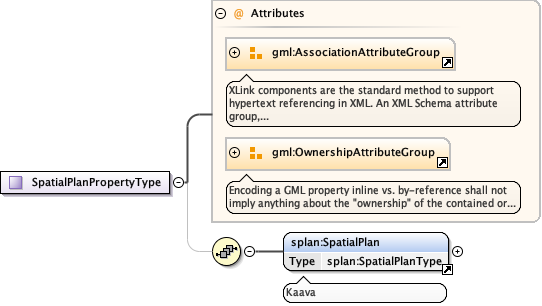 @ Attributes
gml:AssociationAttributeGroup
XLink components are the standard method to support
hypertext referencing in XML. An XML Schema attribute
group,...
gml:OwnershipAttributeGroup
Encoding a GML property inline vs. by-reference shall not
imply anything about the "ownership" of the contained or...
SpatialPlanPropertyType
splan:SpatialPlan
Type splan:SpatialPlanType
Kaava